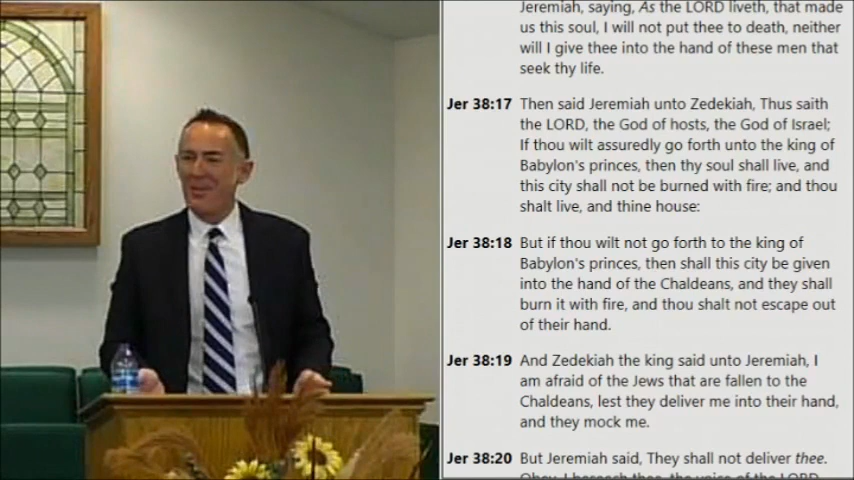 Jeremiah, saying, As the LORD liveth, that made
us this soul, I will not put thee to death, neither
will I give thee into the hand of these men that
seek thy life.
Jer 38:17 Then said Jeremiah unto Zedekiah, Thus saith
the LORD, the God of hosts, the God of Israel;
If thou wilt assuredly go forth unto the king of
Babylon's princes, then thy soul shall live, and
this city shall not be burned with fire; and thou
shalt live, and thine house:
Jer 38:18 But if thou wilt not go forth to the king of
Babylon's princes, then shall this city be given
into the hand of the Chaldeans, and they shall
burn it with fire, and thou shalt not escape out
of their hand.
Jer 38:19 And Zedekiah the king said unto Jeremiah, I
am afraid of the Jews that are fallen to the
Chaldeans, lest they deliver me into their hand,
and they mock me.
Jer 38:20 But Jeremiah said, They shall not deliver thee.
Obey, I beseech thee, the voice of the LORD